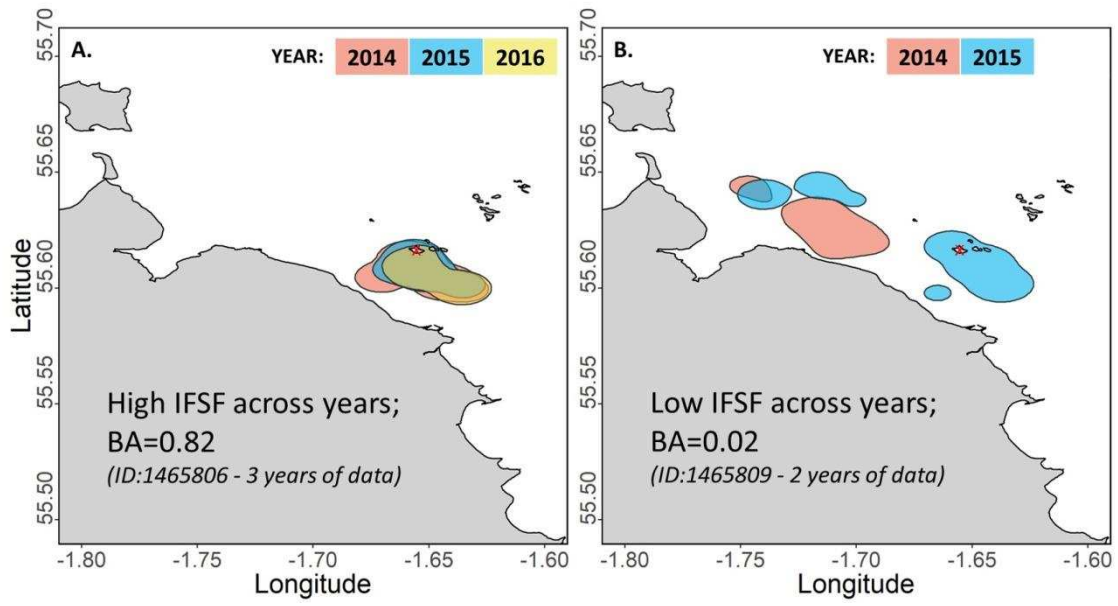 A.
YEAR: 2014 2015 2016
B.
YEAR: 2014 2015
55.70
55.65
55.60
55.55
55.50
Latitude
55.70
55.65
55.60
55.55
55.50
High IFSF across years;
BA=0.82
(ID:1465806 - 3 years of data)
Low IFSF across years;
BA=0.02
(ID:1465809 - 2 years of data)
-1.80 -1.75 -1.70 -1.65 -1.60
Longitude
-1.80 -1.75 -1.70 -1.65 -1.60
Longitude